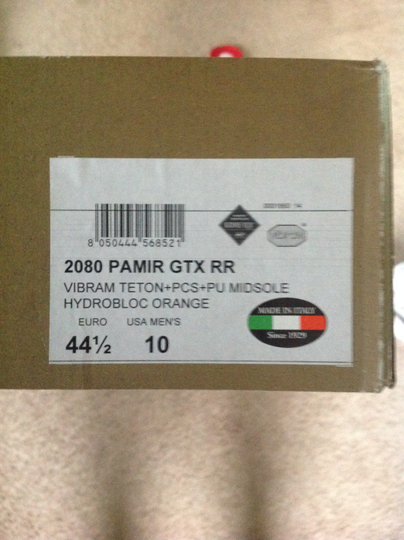 8 050444 568521
2080 PAMIR GTX RR
VIBRAM TETON+PCS+PU MIDSOLE
HYDROBLOC ORANGE
EURO USA MEN'S
44½ 10
MADE IN ITALY
Since 1929